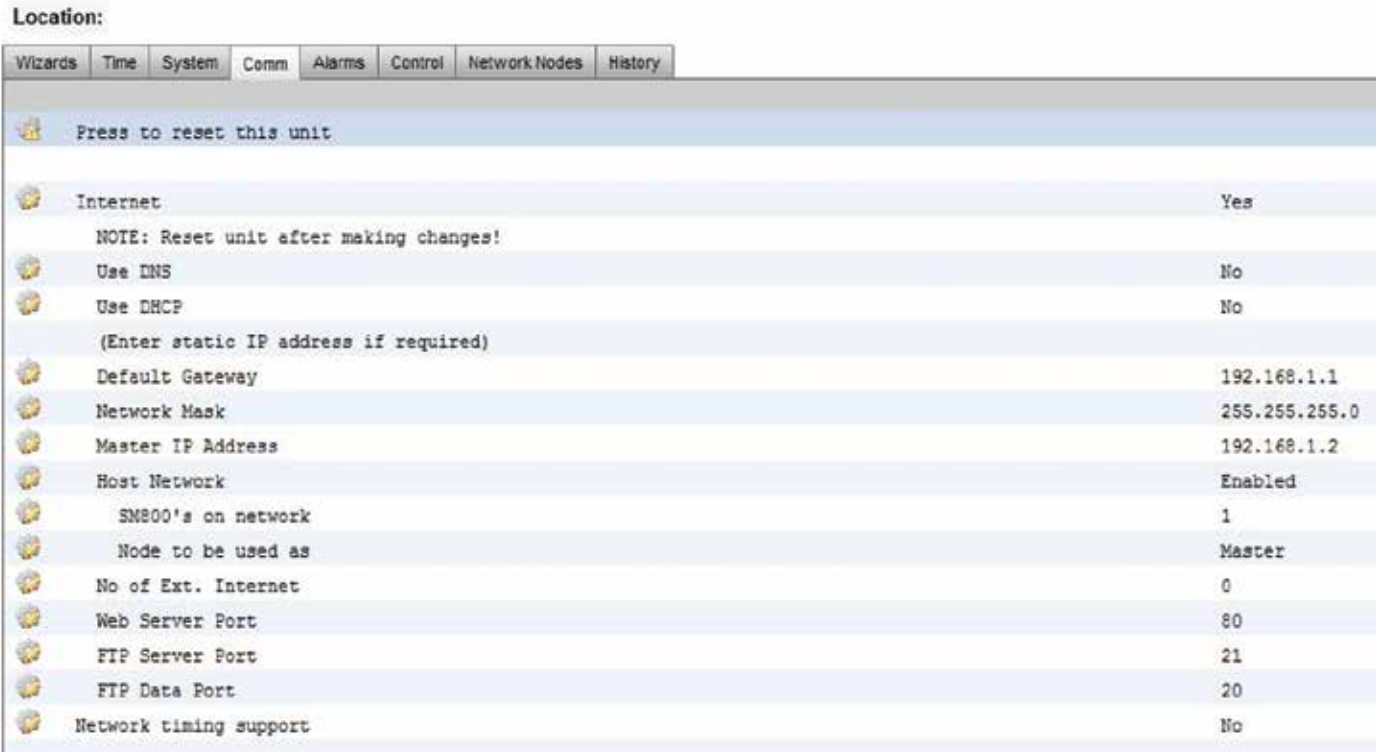 Location:
Wizards Time System Comm Alarms Control Network Nodes History
Press to reset this unit
Internet Yes
NOTE: Reset unit after making changes!
Use DNS No
Use DHCP No
(Enter static IP address if required)
Default Gateway 192.168.1.1
Network Mask 255.255.255.0
Master IP Address 192.168.1.2
Host Network Enabled
SM800's on network 1
Node to be used as Master
No of Ext. Internet 0
Web Server Port 80
FTP Server Port 21
FTP Data Port 20
Network timing support No